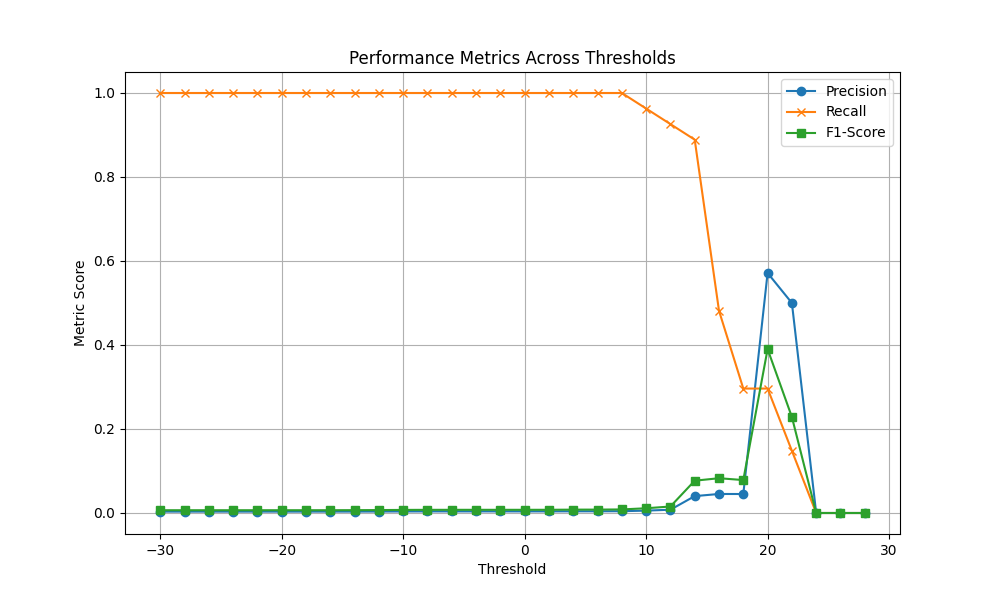 Performance Metrics Across Thresholds
Precision
Recall
F1-Score
Metric Score
1.0
0.8
0.6
0.4
0.2
0.0
−30
−20
−10
0
10
20
30
Threshold